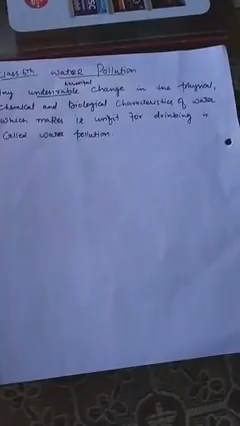 Class 6th Water Pollution
Any undesirable change in the physical,
chemical and Biological characteristics of water
which makes it unfit for drinking is
called water pollution.